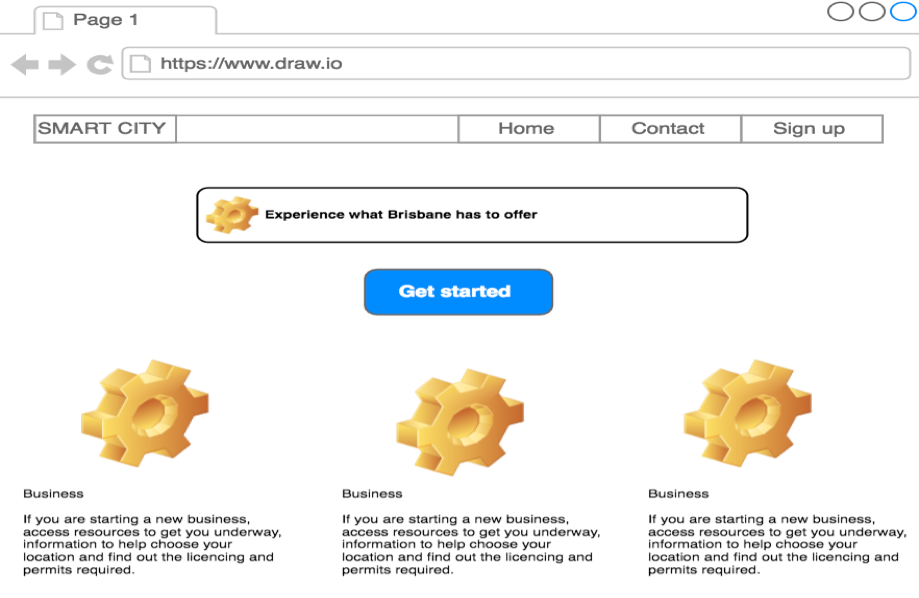 Page 1
https://www.draw.io
SMART CITY
Home
Contact
Sign up
Experience what Brisbane has to offer
Get started
Business
If you are starting a new business,
access resources to get you underway,
information to help choose your
location and find out the licencing and
permits required.
Business
If you are starting a new business,
access resources to get you underway,
information to help choose your
location and find out the licencing and
permits required.
Business
If you are starting a new business,
access resources to get you underway,
information to help choose your
location and find out the licencing and
permits required.